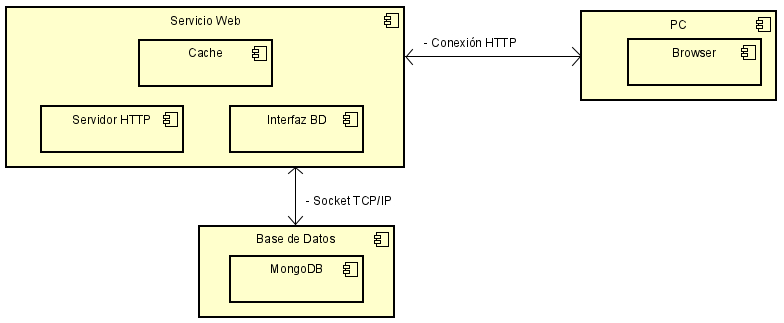 Servicio Web
Cache
Servidor HTTP
Interfaz BD
- Conexión HTTP
PC
Browser
- Socket TCP/IP
Base de Datos
MongoDB